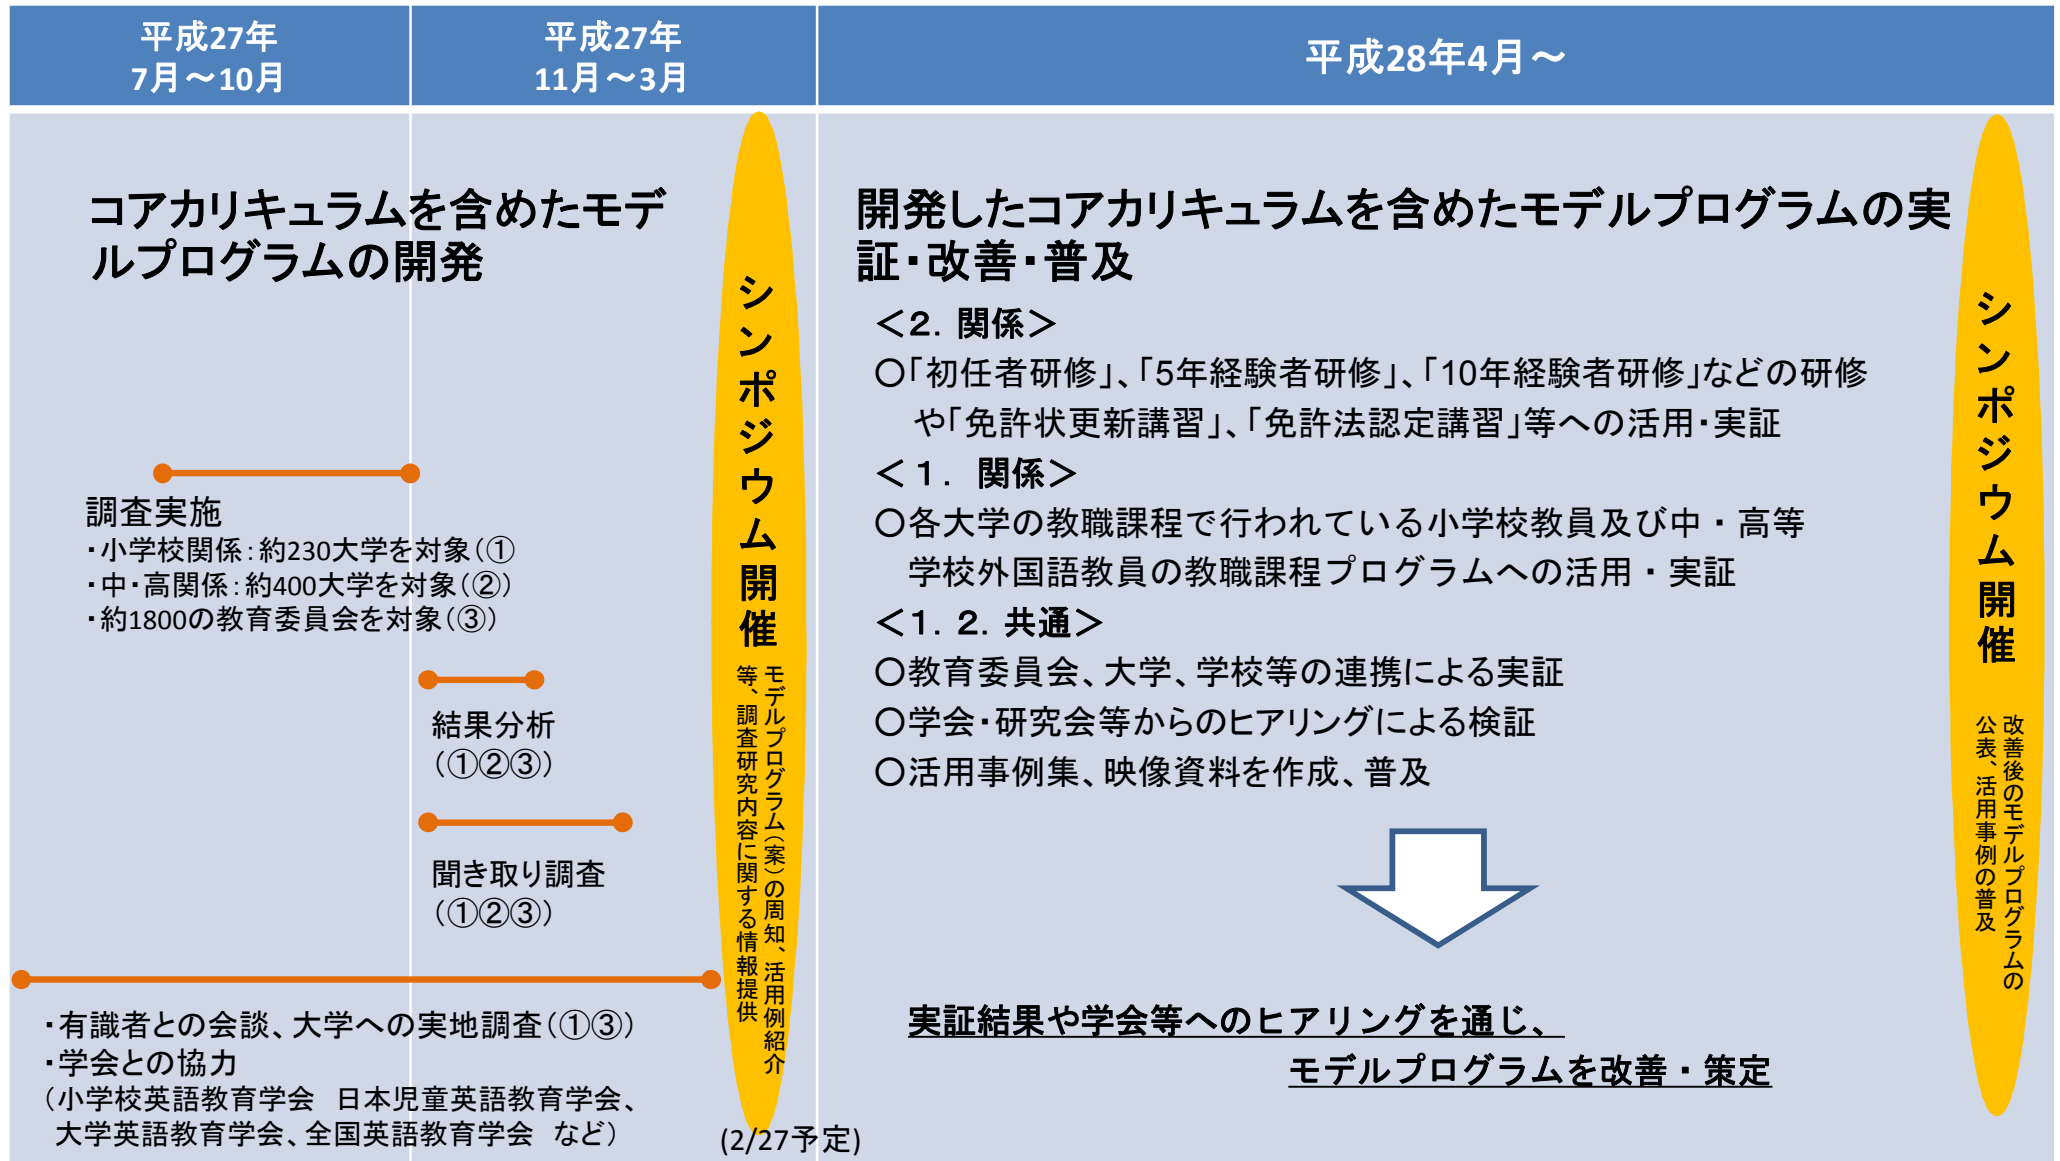 平成27年
7月～10月
平成27年
11月～3月
平成28年4月～
コアカリキュラムを含めたモデ
ルプログラムの開発
調査実施
・小学校関係：約230大学を対象（①
・中・高関係：約400大学を対象（②）
・約1800の教育委員会を対象（③）
結果分析
（①②③）
聞き取り調査
（①②③）
・有識者との会談、大学への実地調査（①③）
・学会との協力
（小学校英語教育学会　日本児童英語教育学会、
大学英語教育学会、全国英語教育学会　など）
シンポジウム開催
モデルプログラム（案）の周知、活用例紹介
等、調査研究内容に関する情報提供
(2/27予定)
開発したコアカリキュラムを含めたモデルプログラムの実
証・改善・普及
＜２．関係＞
○「初任者研修」、「5年経験者研修」、「10年経験者研修」などの研修
や「免許状更新講習」、「免許法認定講習」等への活用・実証
＜１．関係＞
○各大学の教職課程で行われている小学校教員及び中・高等
学校外国語教員の教職課程プログラムへの活用・実証
＜１．２．共通＞
○教育委員会、大学、学校等の連携による実証
○学会・研究会等からのヒアリングによる検証
○活用事例集、映像資料を作成、普及
実証結果や学会等へのヒアリングを通じ、
モデルプログラムを改善・策定
シンポジウム開催
改善後のモデルプログラムの
公表、活用事例の普及